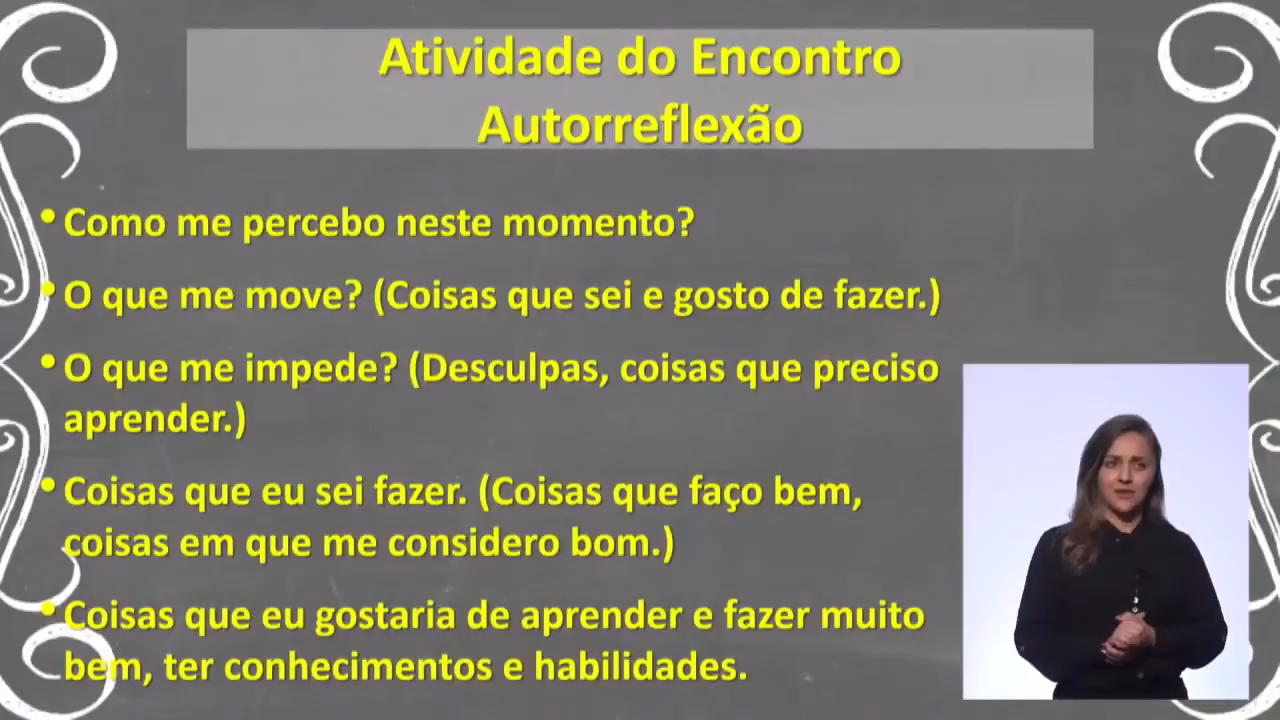 Atividade do Encontro
Autorreflexão
• Como me percebo neste momento?
• O que me move? (Coisas que sei e gosto de fazer.)
• O que me impede? (Desculpas, coisas que preciso
aprender.)
• Coisas que eu sei fazer. (Coisas que faço bem,
coisas em que me considero bom.)
• Coisas que eu gostaria de aprender e fazer muito
bem, ter conhecimentos e habilidades.